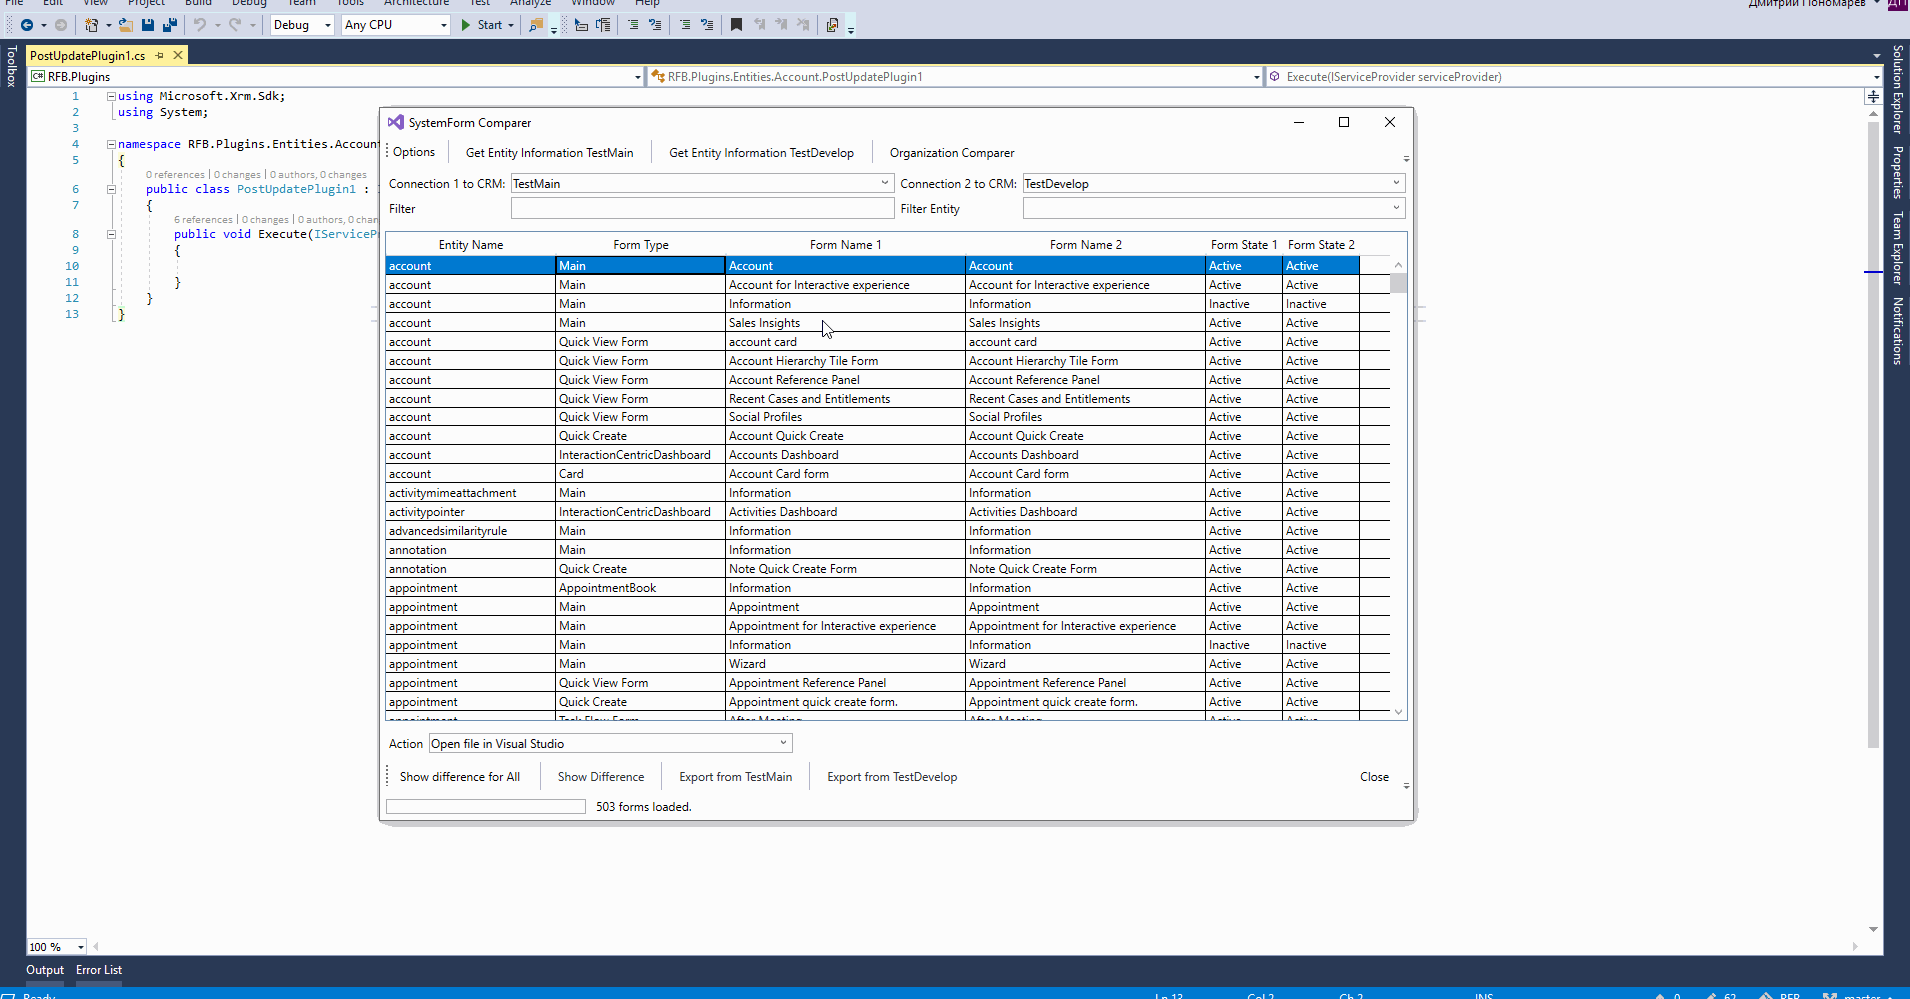 File Edit View Project Build Debug Team Tools Architecture Test Analyze Window Help Дмитрий Пономарев ДП
Debug Any CPU Start
Toolbox
PostUpdatePlugin1.cs
C# RFB.Plugins RFB.Plugins.Entities.Account.PostUpdatePlugin1 Execute(IServiceProvider serviceProvider)
1 using Microsoft.Xrm.Sdk;
2 using System;
3
4 namespace RFB.Plugins.Entities.Accoun
5 {
0 references | 0 changes | 0 authors, 0 changes
6 public class PostUpdatePlugin1 :
7 {
6 references | 0 changes | 0 authors, 0 chan
8 public void Execute(IServiceP
9 {
10
11 }
12 }
13 }
SystemForm Comparer
Options Get Entity Information TestMain Get Entity Information TestDevelop Organization Comparer
Connection 1 to CRM: TestMain Connection 2 to CRM: TestDevelop
Filter Filter Entity
Entity Name Form Type Form Name 1 Form Name 2 Form State 1 Form State 2
account Main Account Account Active Active
account Main Account for Interactive experience Account for Interactive experience Active Active
account Main Information Information Inactive Inactive
account Main Sales Insights Sales Insights Active Active
account Quick View Form account card account card Active Active
account Quick View Form Account Hierarchy Tile Form Account Hierarchy Tile Form Active Active
account Quick View Form Account Reference Panel Account Reference Panel Active Active
account Quick View Form Recent Cases and Entitlements Recent Cases and Entitlements Active Active
account Quick View Form Social Profiles Social Profiles Active Active
account Quick Create Account Quick Create Account Quick Create Active Active
account InteractionCentricDashboard Accounts Dashboard Accounts Dashboard Active Active
account Card Account Card form Account Card form Active Active
activitymimeattachment Main Information Information Active Active
activitypointer InteractionCentricDashboard Activities Dashboard Activities Dashboard Active Active
advancedsimilarityrule Main Information Information Active Active
annotation Main Information Information Active Active
annotation Quick Create Note Quick Create Form Note Quick Create Form Active Active
appointment AppointmentBook Information Information Active Active
appointment Main Appointment Appointment Active Active
appointment Main Appointment for Interactive experience Appointment for Interactive experience Active Active
appointment Main Information Information Inactive Inactive
appointment Main Wizard Wizard Active Active
appointment Quick View Form Appointment Reference Panel Appointment Reference Panel Active Active
appointment Quick Create Appointment quick create form. Appointment quick create form. Active Active
appointment Task Flow Form After Meeting After Meeting Active Active
Action Open file in Visual Studio
Show difference for All Show Difference Export from TestMain Export from TestDevelop Close
503 forms loaded.
Solution Explorer
Properties
Team Explorer
Notifications
100 %
Output Error List
Ready Ln 13 Col 2 Ch 2 INS 0 62 RFB master